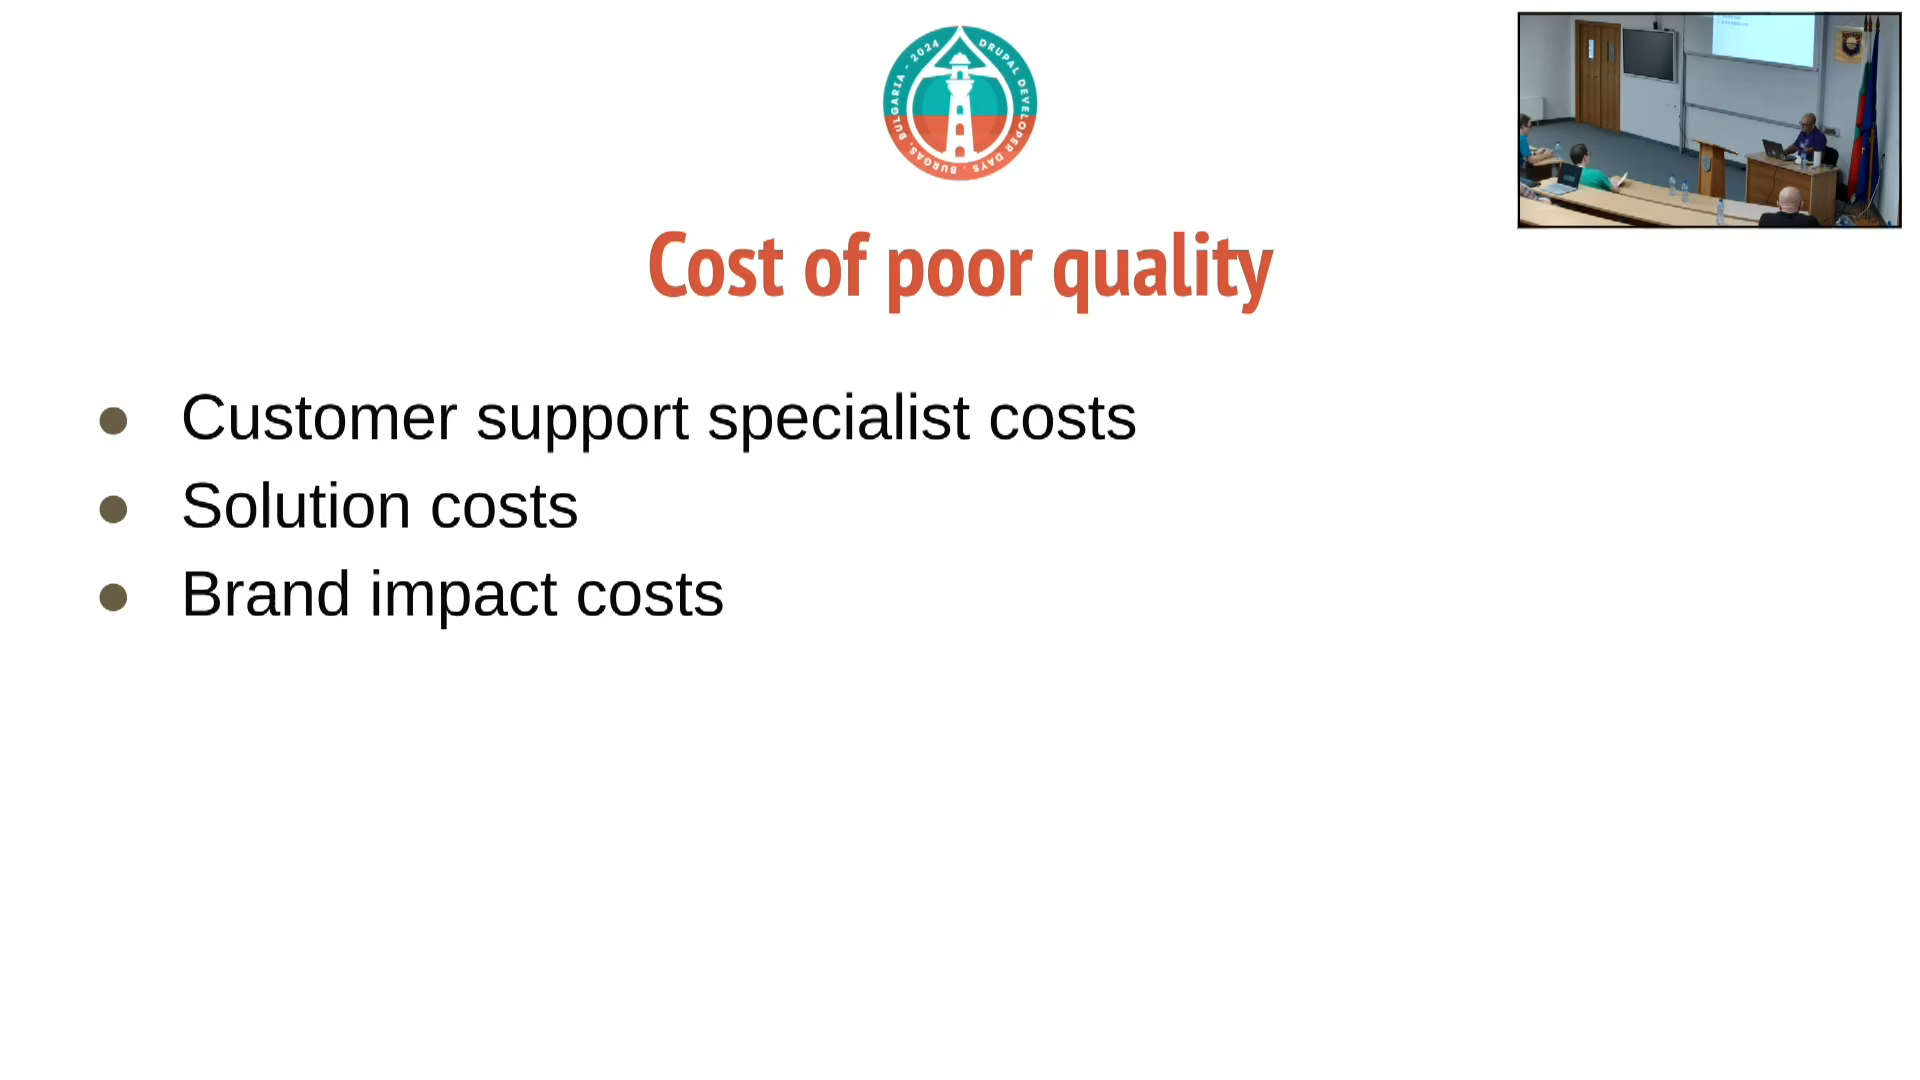 BURGAS, BULGARIA - 2024 DRUPAL DEVELOPER DAYS
Cost of poor quality
Customer support specialist costs
Solution costs
Brand impact costs